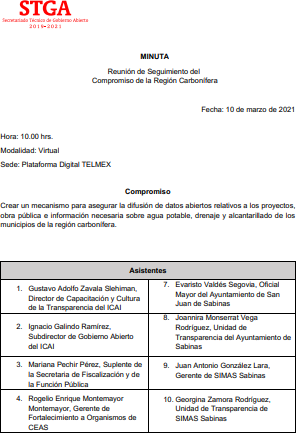 STGA
Secretariado Técnico de Gobierno Abierto
2019-2021
MINUTA
Reunión de Seguimiento del
Compromiso de la Región Carbonífera
Fecha: 10 de marzo de 2021
Hora: 10.00 hrs.
Modalidad: Virtual
Sede: Plataforma Digital TELMEX
Compromiso
Crear un mecanismo para asegurar la difusión de datos abiertos relativos a los proyectos,
obra pública e información necesaria sobre agua potable, drenaje y alcantarillado de los
municipios de la región carbonífera.
Asistentes
1. Gustavo Adolfo Zavala Slehiman,
Director de Capacitación y Cultura
de la Transparencia del ICAI
7. Evaristo Valdés Segovia, Oficial
Mayor del Ayuntamiento de San
Juan de Sabinas
2. Ignacio Galindo Ramírez,
Subdirector de Gobierno Abierto
del ICAI
8. Joannira Monserrat Vega
Rodríguez, Unidad de
Transparencia del Ayuntamiento de
Sabinas
3. Mariana Pechir Pérez, Suplente de
la Secretaria de Fiscalización y de
la Función Pública
9. Juan Antonio González Lara,
Gerente de SIMAS Sabinas
4. Rogelio Enrique Montemayor
Montemayor, Gerente de
Fortalecimiento a Organismos de
CEAS
10. Georgina Zamora Rodríguez,
Unidad de Transparencia de
SIMAS Sabinas